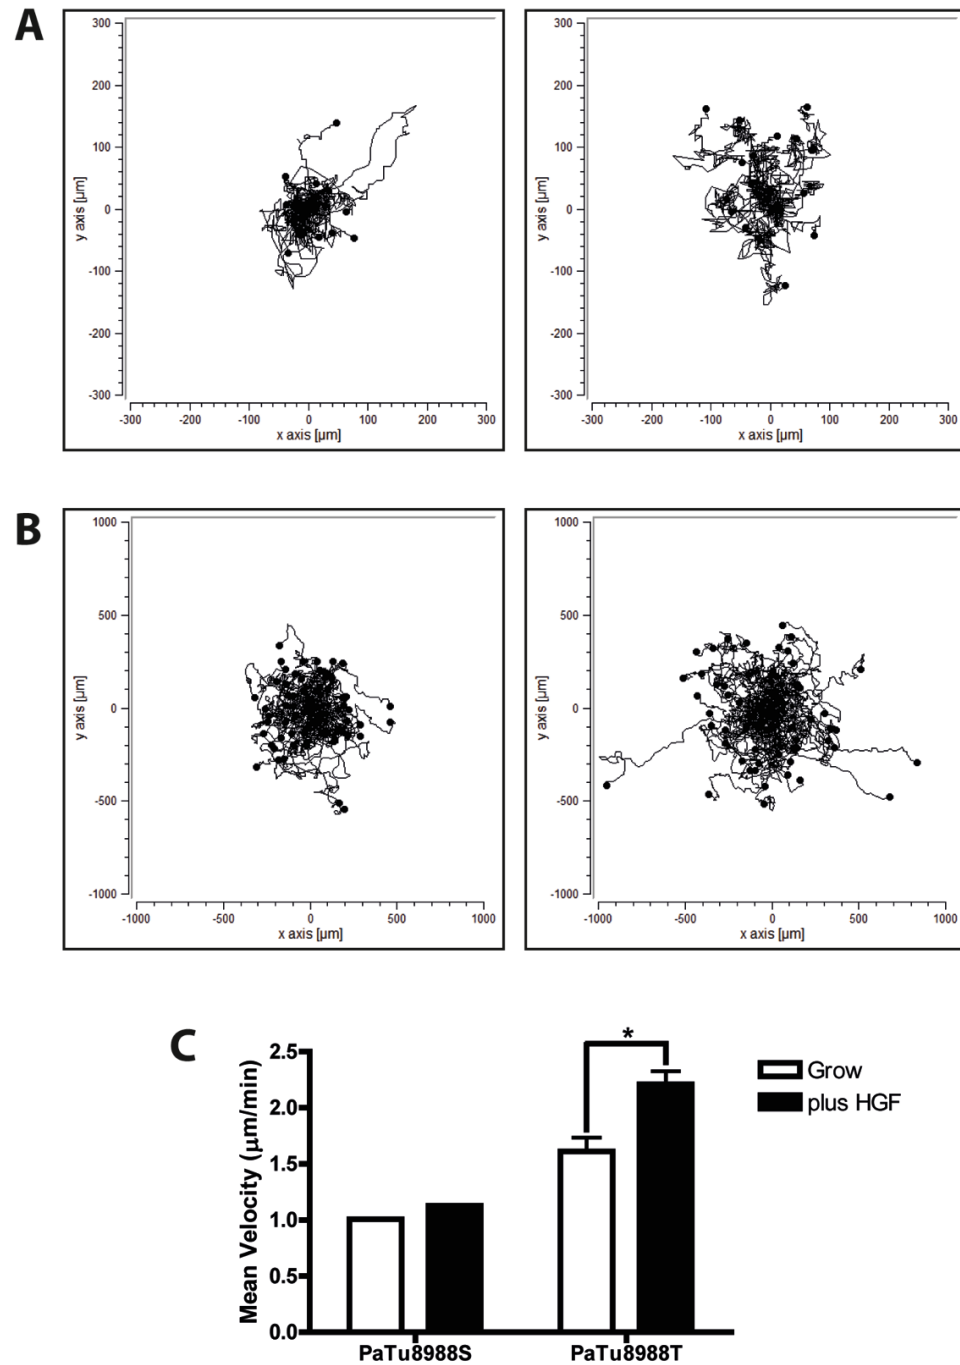 A
300
200
100
0
-100
-200
-300
y axis [µm]
-300 -200 -100 0 100 200 300
x axis [µm]
300
200
100
0
-100
-200
-300
y axis [µm]
-300 -200 -100 0 100 200 300
x axis [µm]
B
1000
500
0
-500
-1000
y axis [µm]
-1000 -500 0 500 1000
x axis [µm]
1000
500
0
-500
-1000
y axis [µm]
-1000 -500 0 500 1000
x axis [µm]
C
Mean Velocity (µm/min)
2.5
2.0
1.5
1.0
0.5
0.0
*
PaTu8988S PaTu8988T
Grow
plus HGF